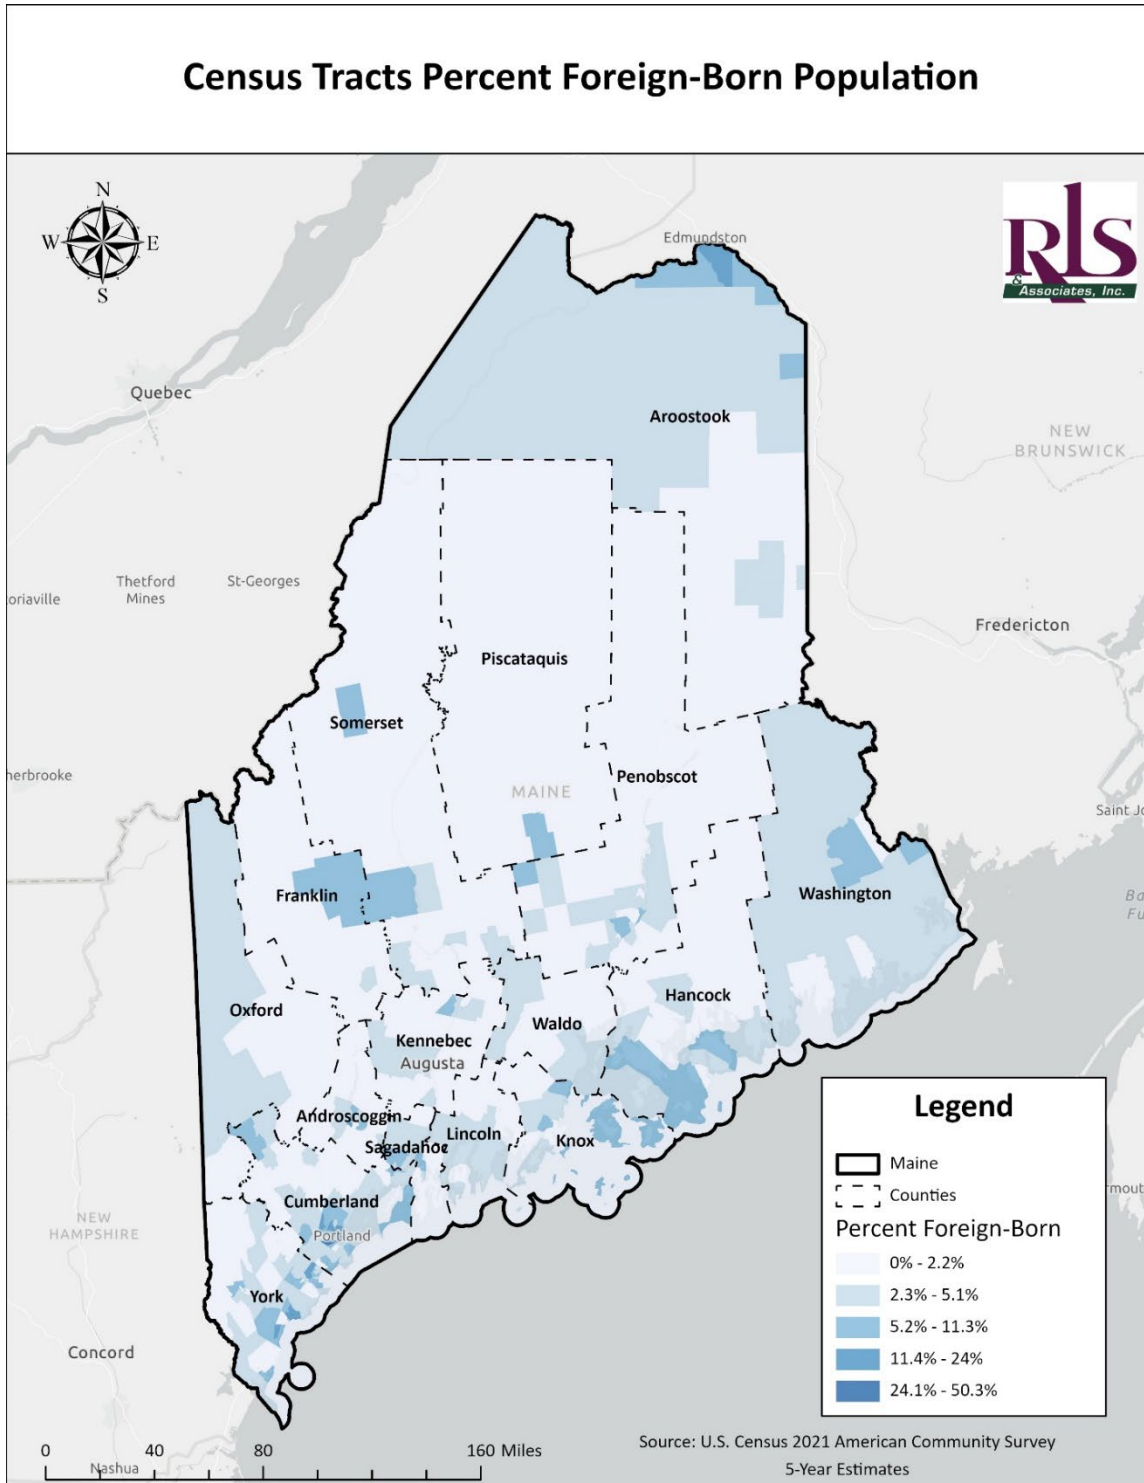 Census Tracts Percent Foreign-Born Population
N
W E
S
RLS
& Associates, Inc.
Edmundston
Quebec
Aroostook
NEW
BRUNSWICK
Thetford
Mines
St-Georges
oriaville
Fredericton
Piscataquis
Somerset
Penobscot
herbrooke
MAINE
Saint Jo
Franklin
Washington
Ba
Fu
Hancock
Oxford
Waldo
Kennebec
Augusta
Androscoggin
Lincoln
Sagadahoc
Knox
Cumberland
Portland
NEW
HAMPSHIRE
York
Concord
Nashua
rmout
Legend
Maine
Counties
Percent Foreign-Born
0% - 2.2%
2.3% - 5.1%
5.2% - 11.3%
11.4% - 24%
24.1% - 50.3%
0 40 80 160 Miles
Source: U.S. Census 2021 American Community Survey
5-Year Estimates